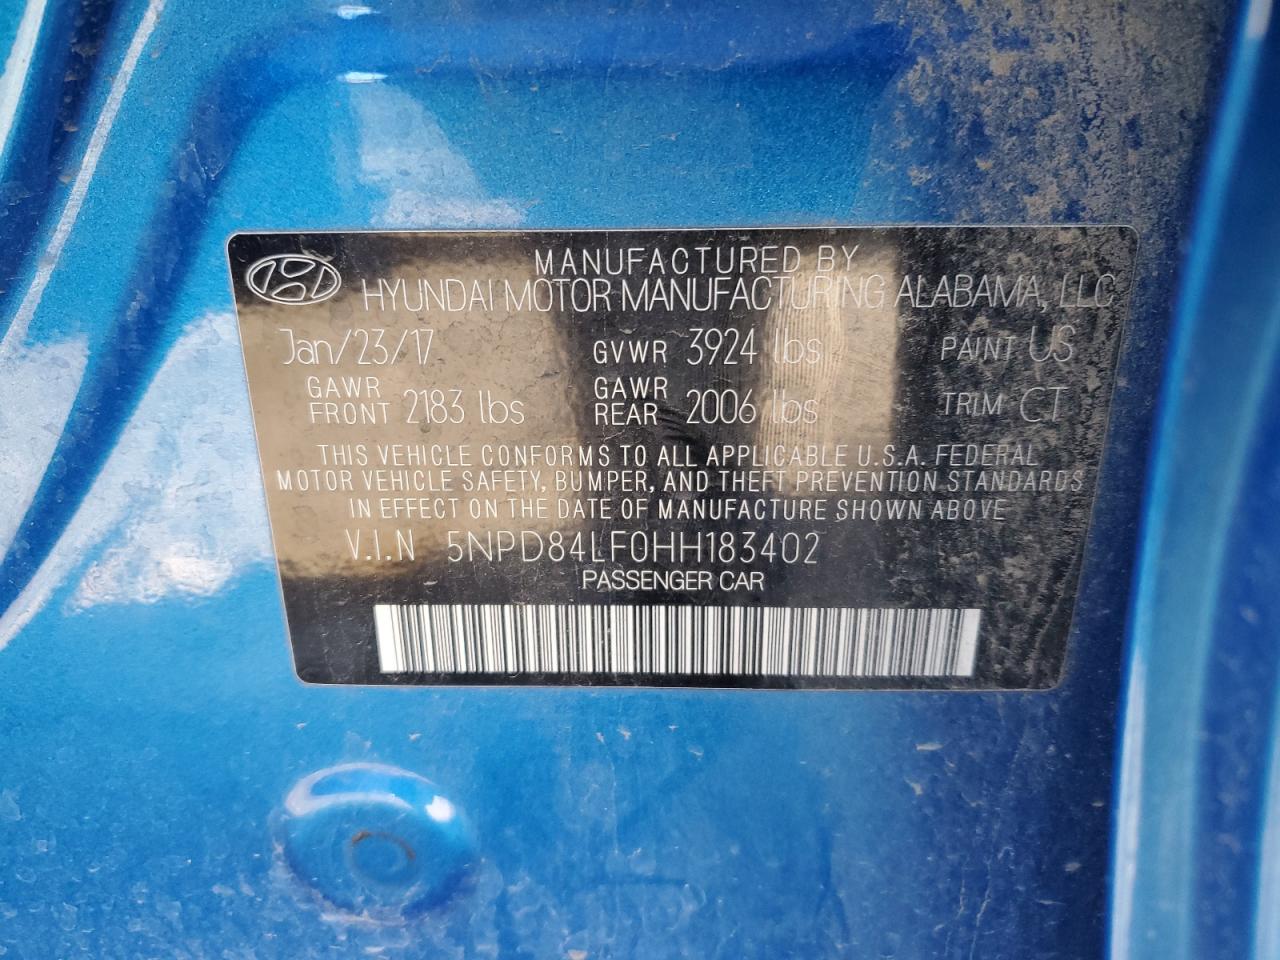 MANUFACTURED BY
HYUNDAI MOTOR MANUFACTURING ALABAMA, LLC
Jan/23/17 GVWR 3924 lbs PAINT US
GAWR FRONT 2183 lbs GAWR REAR 2006 lbs TRIM CT
THIS VEHICLE CONFORMS TO ALL APPLICABLE U.S.A. FEDERAL
MOTOR VEHICLE SAFETY, BUMPER, AND THEFT PREVENTION STANDARDS
IN EFFECT ON THE DATE OF MANUFACTURE SHOWN ABOVE
V.I.N 5NPD84LF0HH183402
PASSENGER CAR